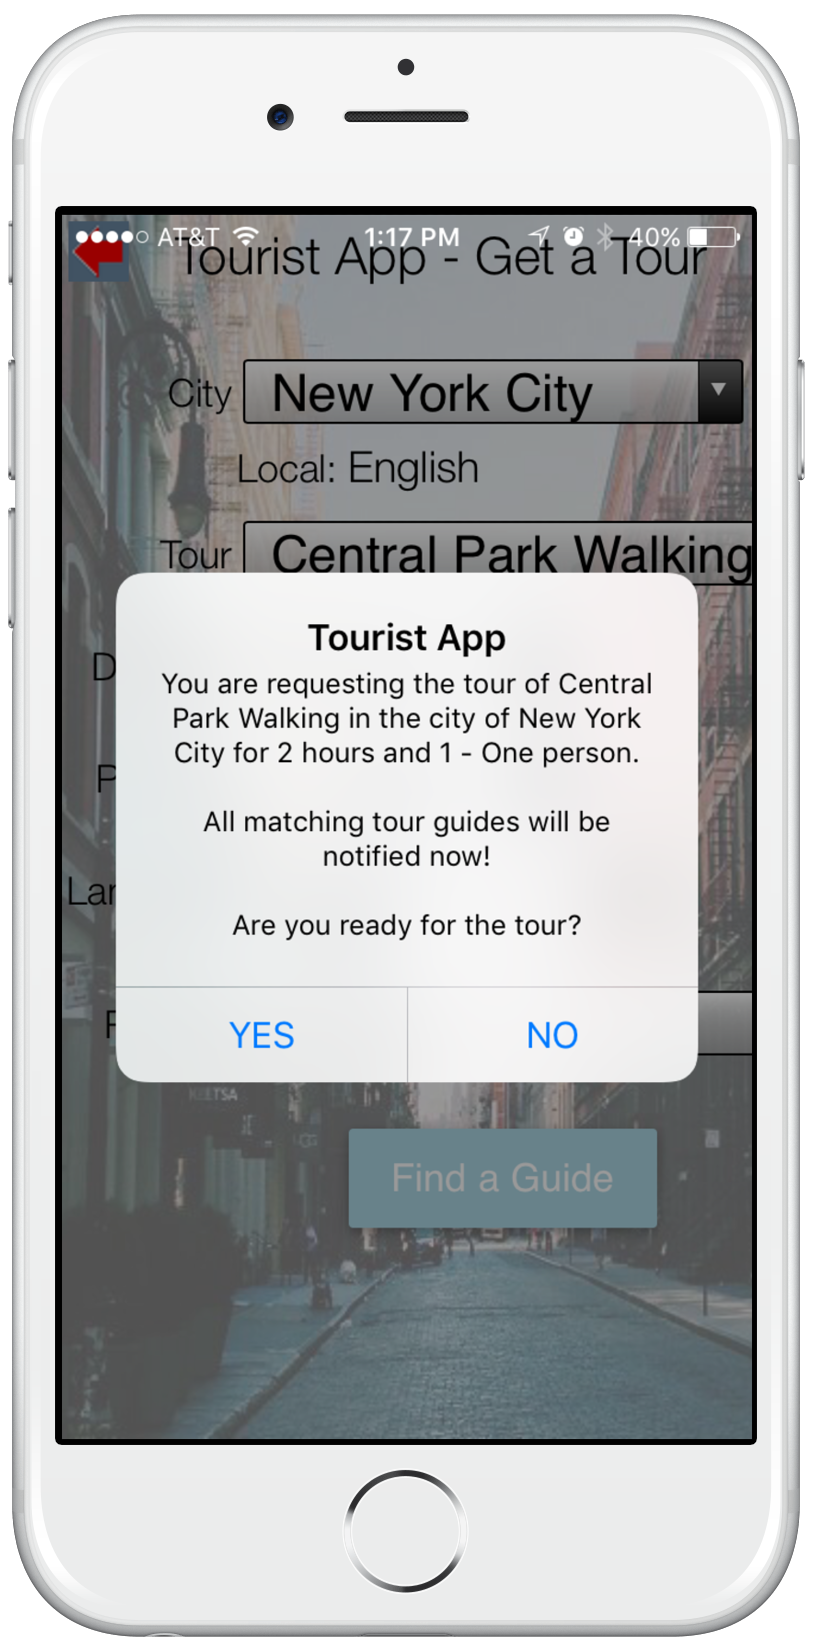 AT&T 1:17 PM 40%
Tourist App - Get a Tour
City New York City
Local: English
Tour Central Park Walking
D
P
Lar
Tourist App
You are requesting the tour of Central
Park Walking in the city of New York
City for 2 hours and 1 - One person.
All matching tour guides will be
notified now!
Are you ready for the tour?
YES NO
KEETSA
Find a Guide